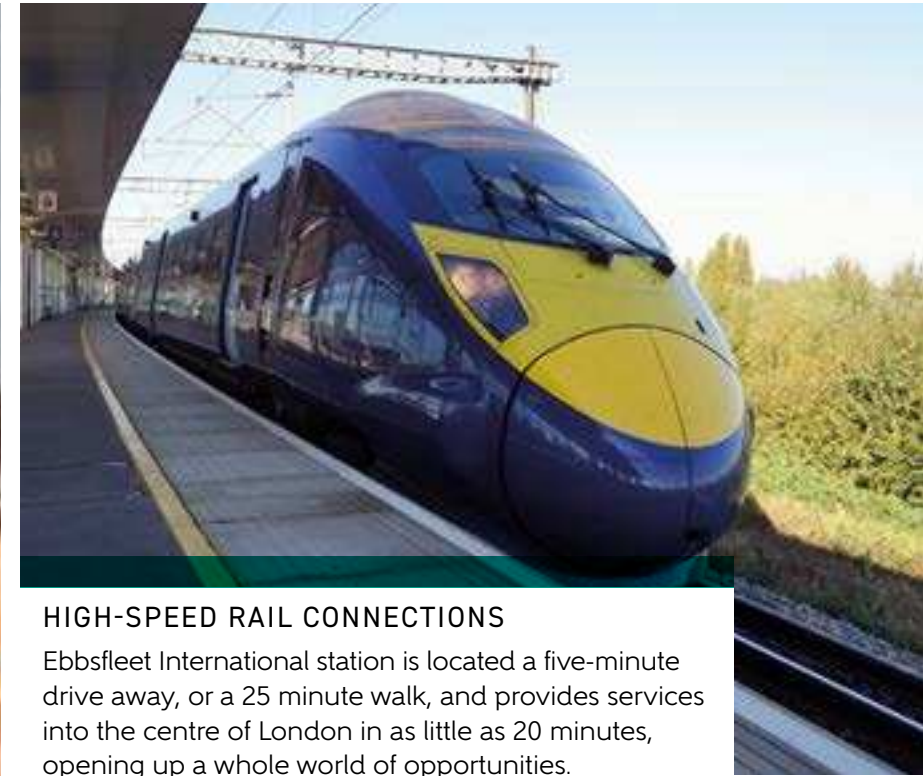 HIGH-SPEED RAIL CONNECTIONS
Ebbsfleet International station is located a five-minute
drive away, or a 25 minute walk, and provides services
into the centre of London in as little as 20 minutes,
opening up a whole world of opportunities.